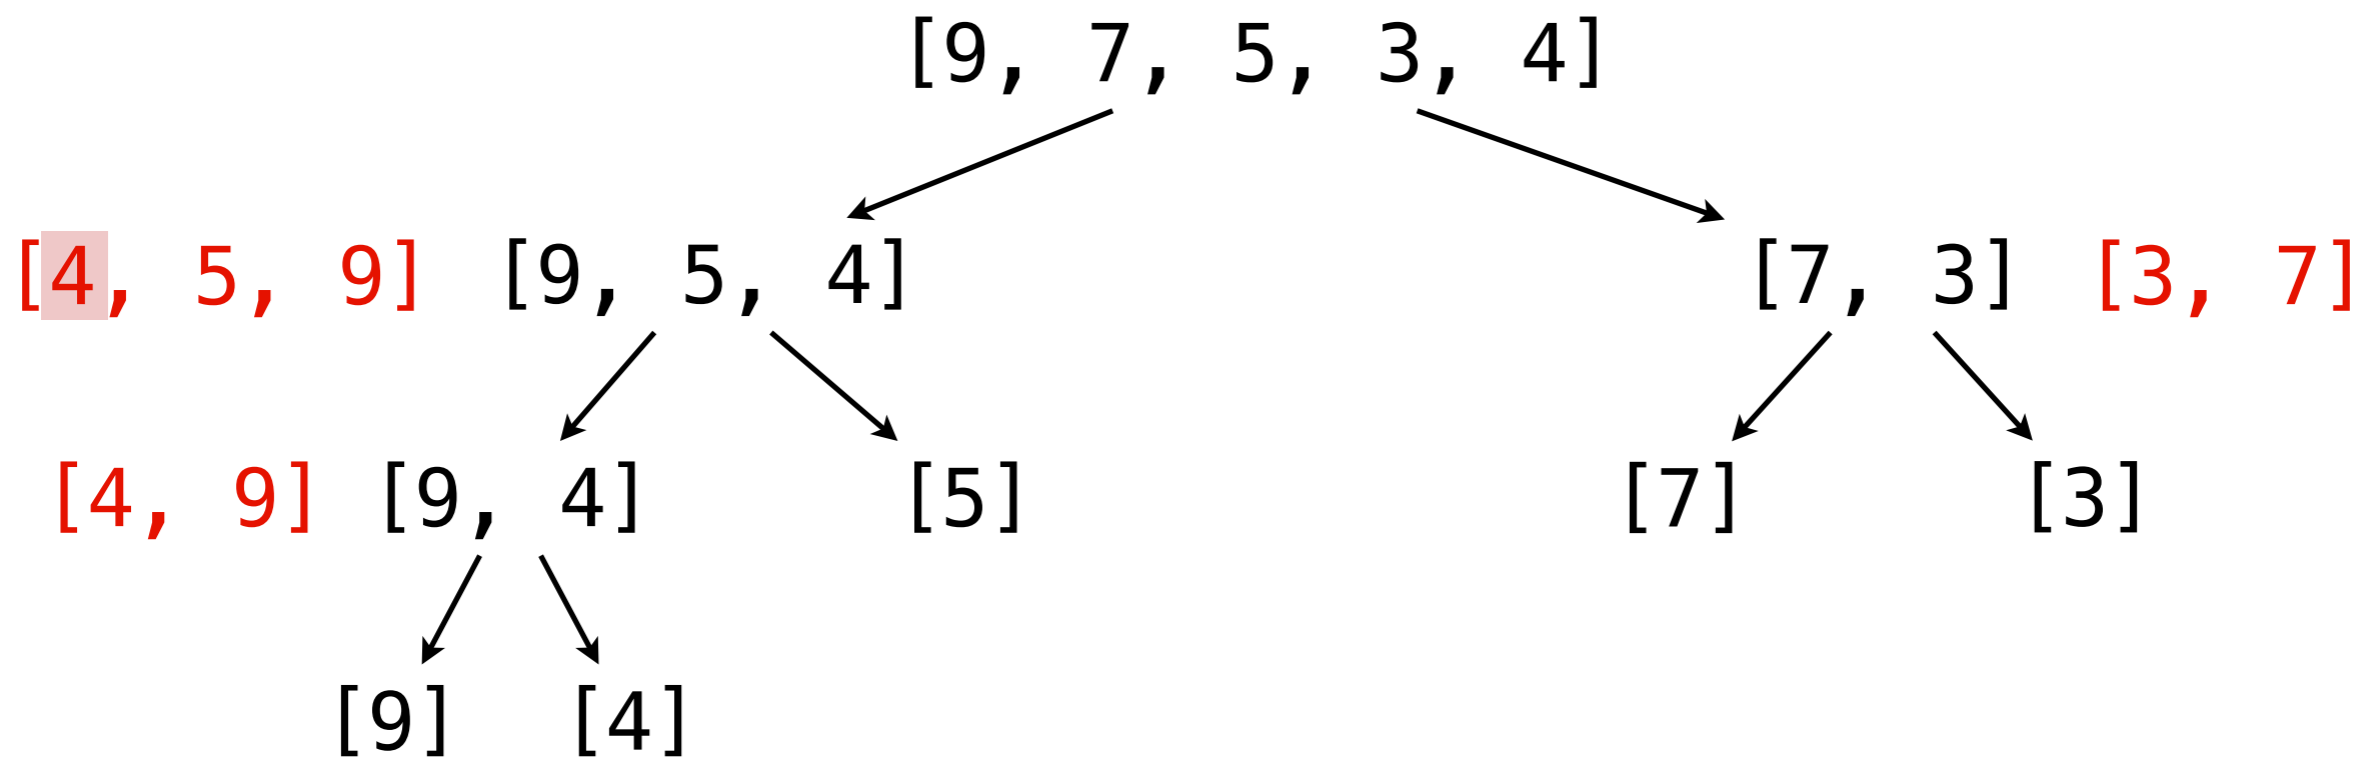 [9, 7, 5, 3, 4]
[4, 5, 9] [9, 5, 4] [7, 3] [3, 7]
[4, 9] [9, 4] [5] [7] [3]
[9] [4]